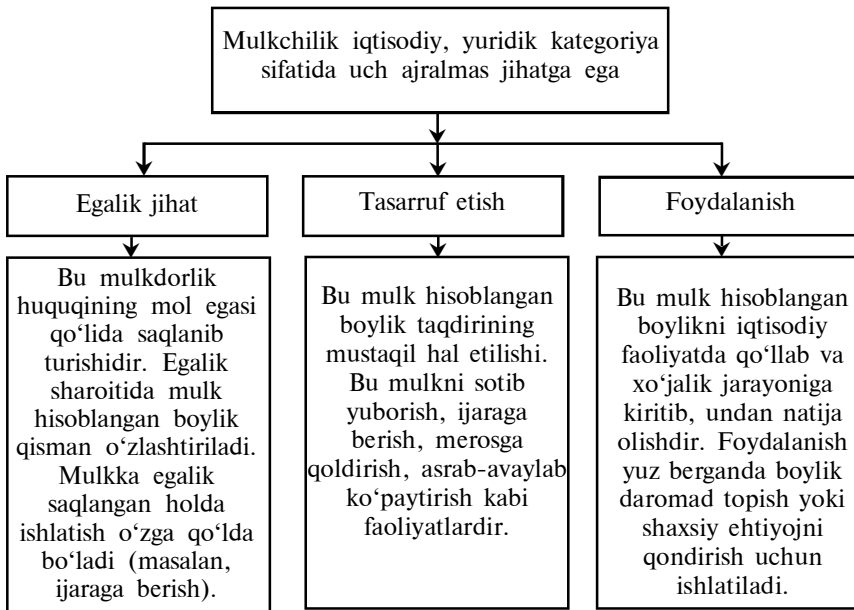 Mulkchilik iqtisodiy, yuridik kategoriya
sifatida uch ajralmas jihatga ega
Egalik jihat
Tasarruf etish
Foydalanish
Bu mulkdorlik
huquqining mol egasi
qo‘lida saqlanib
turishidir. Egalik
sharoitida mulk
hisoblangan boylik
qisman o‘zlashtiriladi.
Mulkka egalik
saqlangan holda
ishlatish o‘zga qo‘lda
bo‘ladi (masalan,
ijaraga berish).
Bu mulk hisoblangan
boylik taqdirining
mustaqil hal etilishi.
Bu mulkni sotib
yuborish, ijaraga
berish, merosga
qoldirish, asrab-avaylab
ko‘paytirish kabi
faoliyatlardir.
Bu mulk hisoblangan
boylikni iqtisodiy
faoliyatda qo‘llab va
xo‘jalik jarayoniga
kiritib, undan natija
olishdir. Foydalanish
yuz berganda boylik
daromad topish yoki
shaxsiy ehtiyojni
qondirish uchun
ishlatiladi.